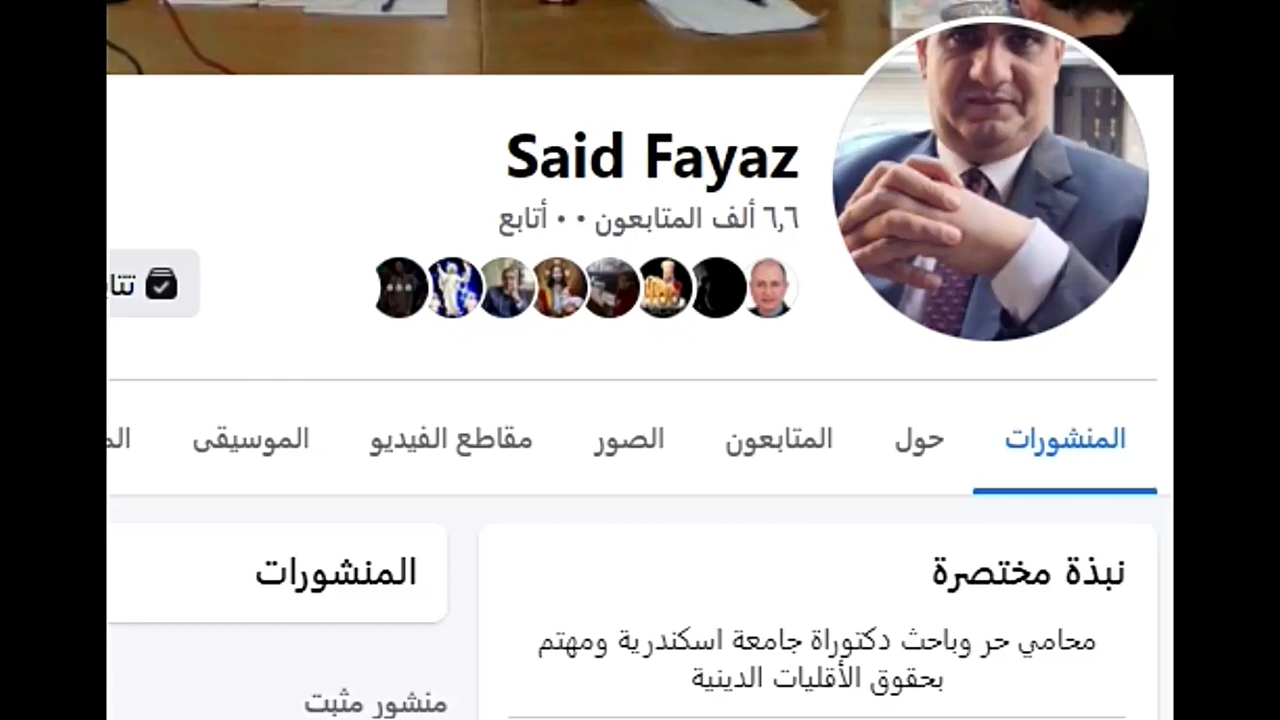 Said Fayaz
٦,٦ ألف المتابعون • • أتابع
المنشورات
حول
المتابعون
الصور
مقاطع الفيديو
الموسيقى
نبذة مختصرة
محامي حر وباحث دكتوراة جامعة اسكندرية ومهتم
بحقوق الأقليات الدينية
المنشورات
منشور مثبت